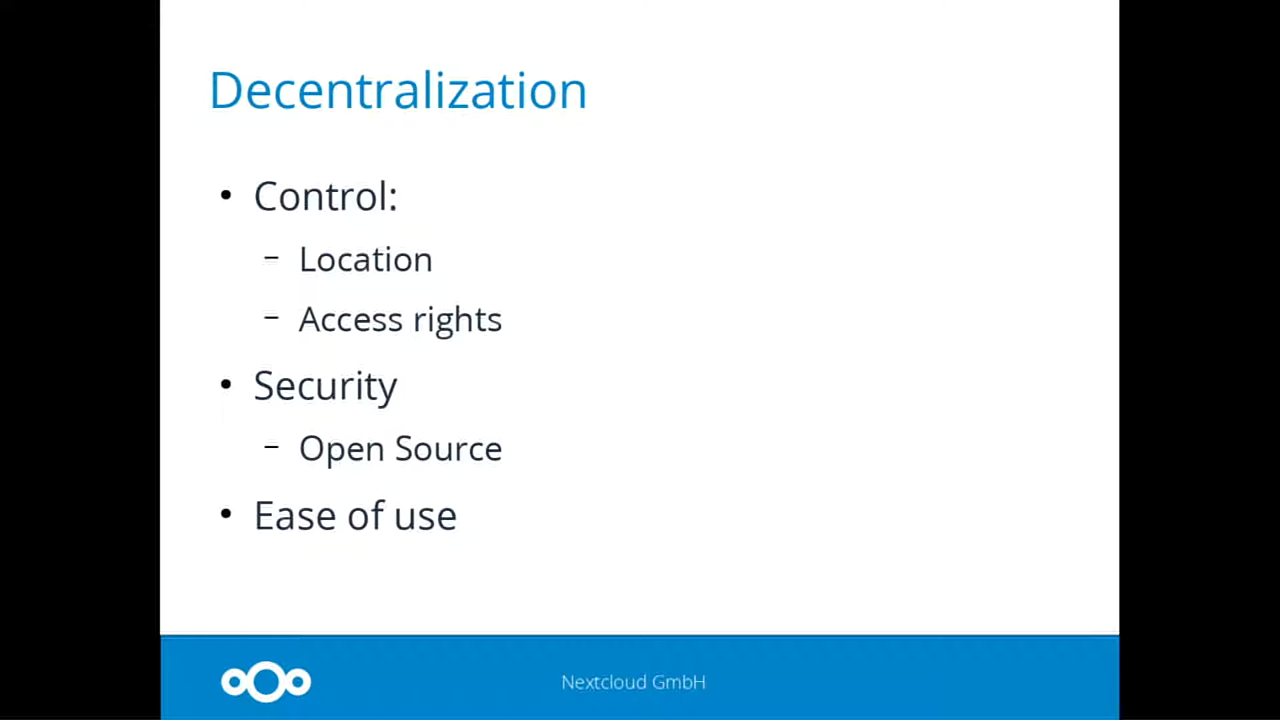 Decentralization
• Control:
– Location
– Access rights
• Security
– Open Source
• Ease of use
Nextcloud GmbH